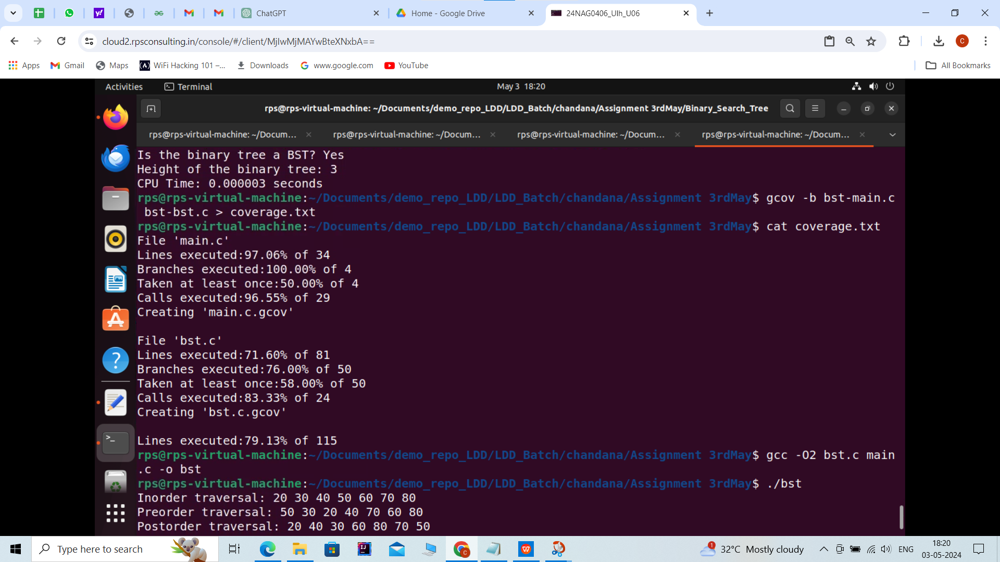 ChatGPT
Home - Google Drive
24NAG0406_Ulh_U06
cloud2.rpsconsulting.in/console/#/client/MjIwMjMAYwBteXNxbA==
C
Apps
Gmail
Maps
WiFi Hacking 101 –...
Downloads
www.google.com
YouTube
All Bookmarks
Activities
Terminal
May 3 18:20
rps@rps-virtual-machine: ~/Documents/demo_repo_LDD/LDD_Batch/chandana/Assignment 3rdMay/Binary_Search_Tree
rps@rps-virtual-machine: ~/Docum...
rps@rps-virtual-machine: ~/Docum...
rps@rps-virtual-machine: ~/Docum...
rps@rps-virtual-machine: ~/Docum...
Is the binary tree a BST? Yes
Height of the binary tree: 3
CPU Time: 0.000003 seconds
rps@rps-virtual-machine:~/Documents/demo_repo_LDD/LDD_Batch/chandana/Assignment 3rdMay$ gcov -b bst-main.c
bst-bst.c > coverage.txt
rps@rps-virtual-machine:~/Documents/demo_repo_LDD/LDD_Batch/chandana/Assignment 3rdMay$ cat coverage.txt
File 'main.c'
Lines executed:97.06% of 34
Branches executed:100.00% of 4
Taken at least once:50.00% of 4
Calls executed:96.55% of 29
Creating 'main.c.gcov'
File 'bst.c'
Lines executed:71.60% of 81
Branches executed:76.00% of 50
Taken at least once:58.00% of 50
Calls executed:83.33% of 24
Creating 'bst.c.gcov'
Lines executed:79.13% of 115
rps@rps-virtual-machine:~/Documents/demo_repo_LDD/LDD_Batch/chandana/Assignment 3rdMay$ gcc -O2 bst.c main
.c -o bst
rps@rps-virtual-machine:~/Documents/demo_repo_LDD/LDD_Batch/chandana/Assignment 3rdMay$ ./bst
Inorder traversal: 20 30 40 50 60 70 80
Preorder traversal: 50 30 20 40 70 60 80
Postorder traversal: 20 40 30 60 80 70 50
Type here to search
1
32°C Mostly cloudy
ENG
18:20
03-05-2024